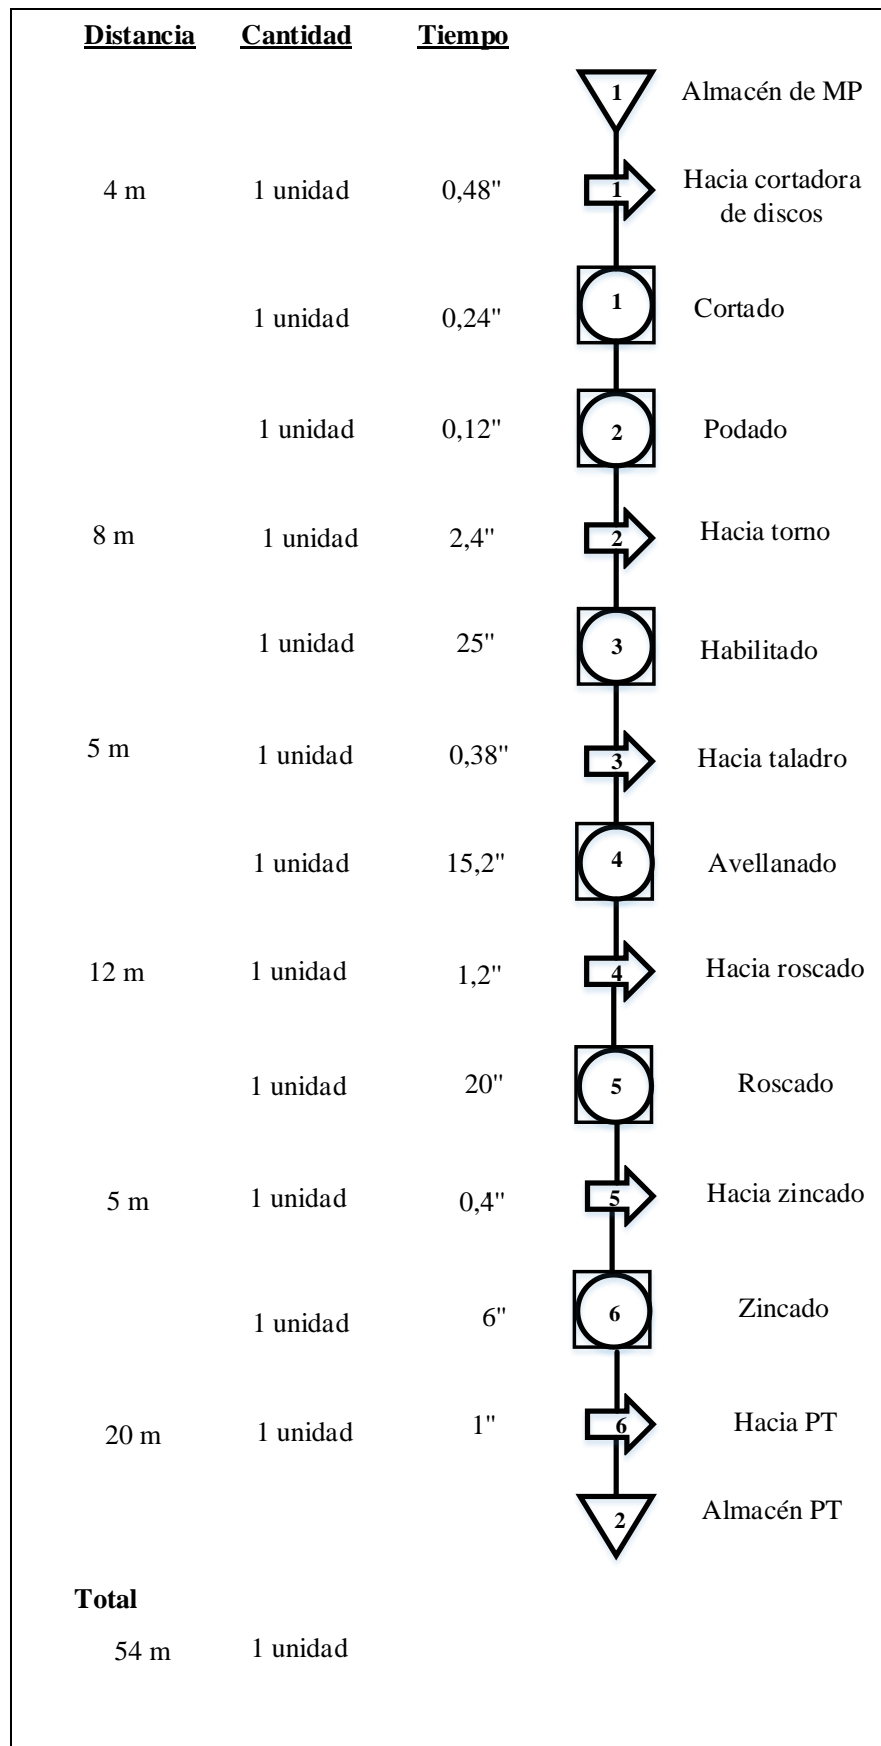 Distancia Cantidad Tiempo
1 Almacén de MP
4 m 1 unidad 0,48" 1 Hacia cortadora
de discos
1 unidad 0,24" 1 Cortado
1 unidad 0,12" 2 Podado
8 m 1 unidad 2,4" 2 Hacia torno
1 unidad 25" 3 Habilitado
5 m 1 unidad 0,38" 3 Hacia taladro
1 unidad 15,2" 4 Avellanado
12 m 1 unidad 1,2" 4 Hacia roscado
1 unidad 20" 5 Roscado
5 m 1 unidad 0,4" 5 Hacia zincado
1 unidad 6" 6 Zincado
20 m 1 unidad 1" 6 Hacia PT
2 Almacén PT
Total
54 m 1 unidad